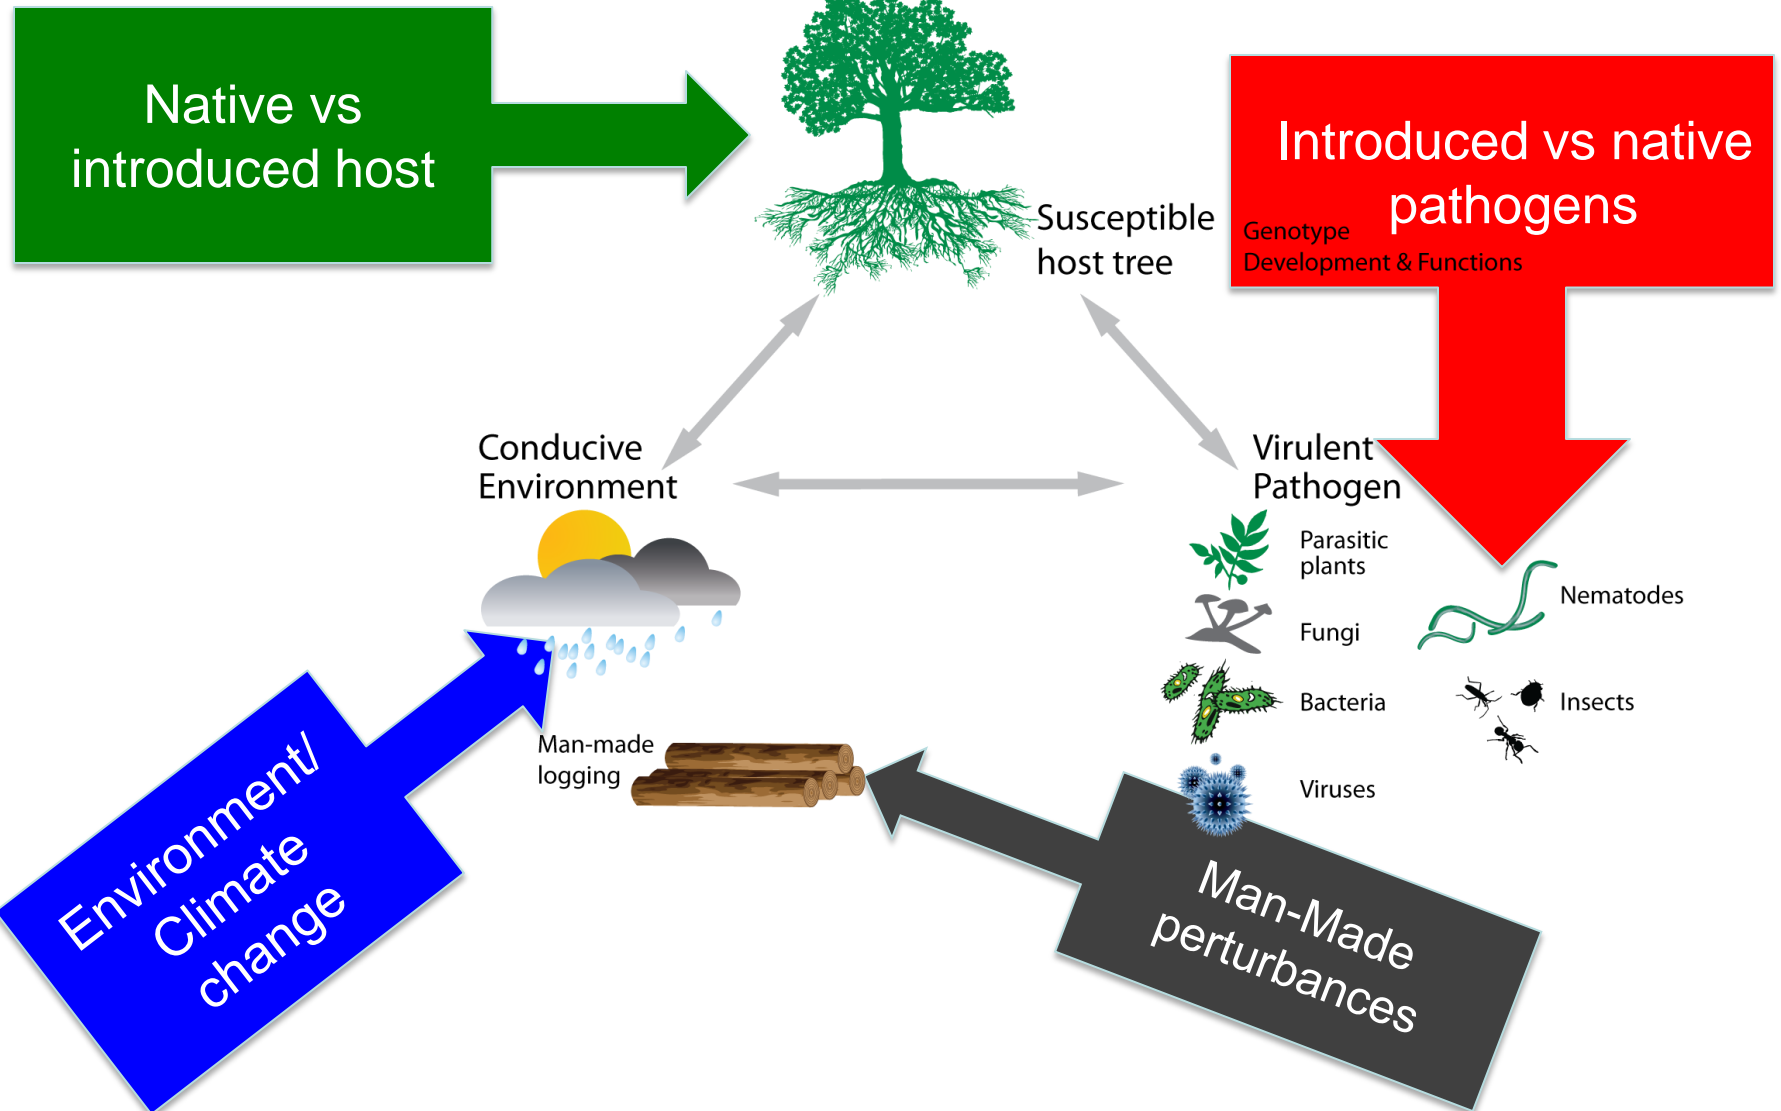 Native vs
introduced host
Introduced vs native
pathogens
Susceptible
host tree
Genotype
Development & Functions
Conducive
Environment
Virulent
Pathogen
Parasitic
plants
Nematodes
Fungi
Bacteria
Insects
Viruses
Man-made
logging
Environment/
Climate
change
Man-Made
perturbances